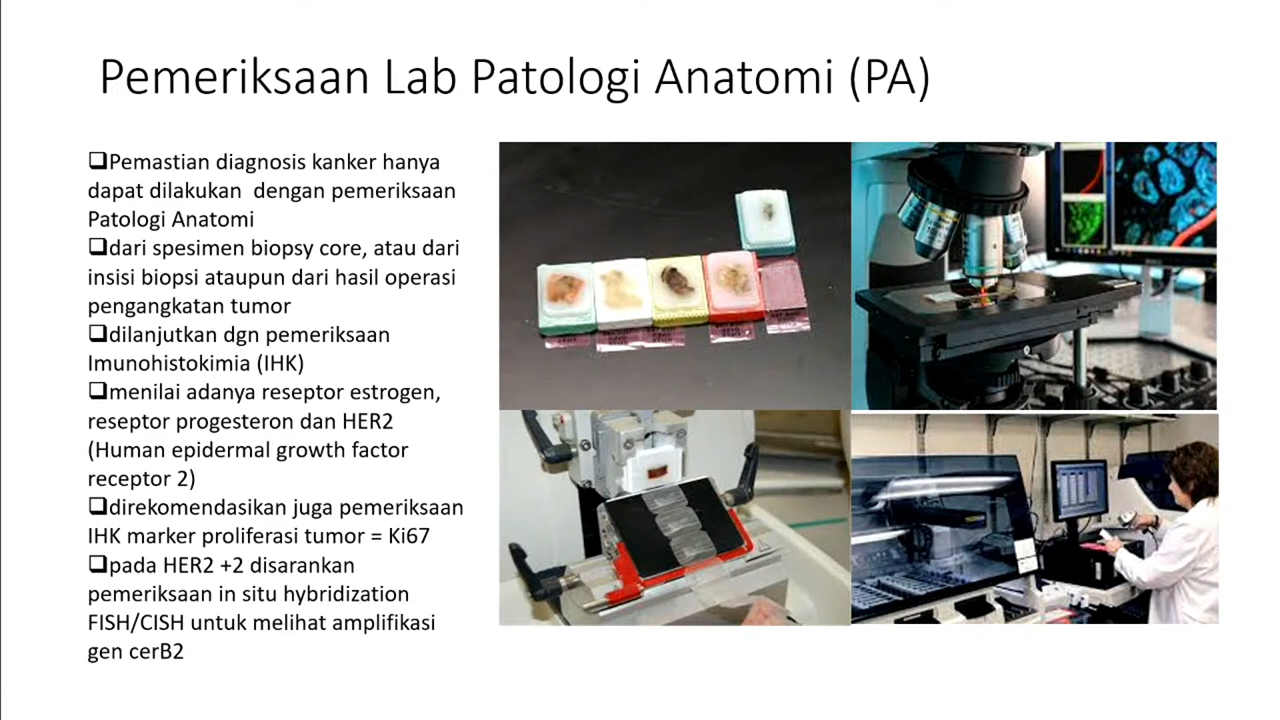 Pemeriksaan Lab Patologi Anatomi (PA)
❑Pemastian diagnosis kanker hanya
dapat dilakukan dengan pemeriksaan
Patologi Anatomi
❑dari spesimen biopsy core, atau dari
insisi biopsi ataupun dari hasil operasi
pengangkatan tumor
❑dilanjutkan dgn pemeriksaan
Imunohistokimia (IHK)
❑menilai adanya reseptor estrogen,
reseptor progesteron dan HER2
(Human epidermal growth factor
receptor 2)
❑direkomendasikan juga pemeriksaan
IHK marker proliferasi tumor = Ki67
❑pada HER2 +2 disarankan
pemeriksaan in situ hybridization
FISH/CISH untuk melihat amplifikasi
gen cerB2